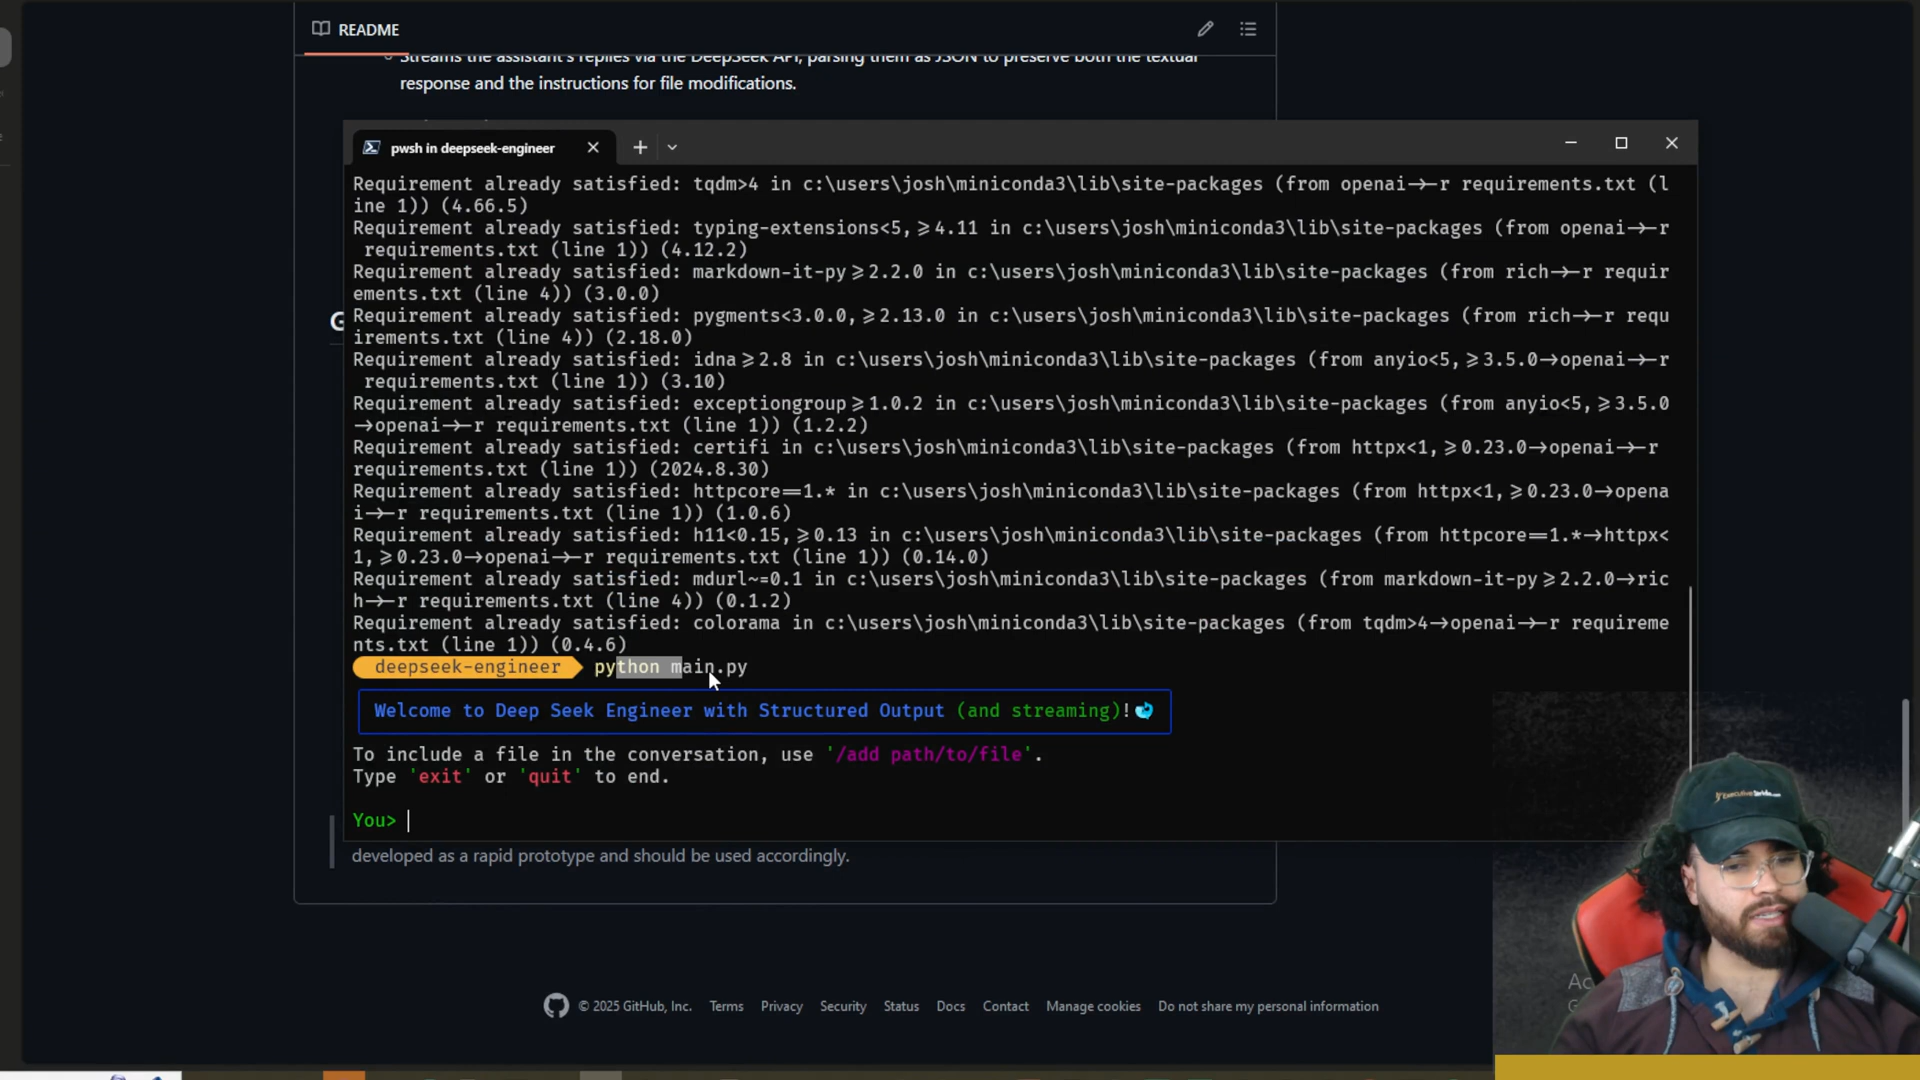 README
Streams the assistant's replies via the DeepSeek API, parsing them as JSON to preserve both the textual
response and the instructions for file modifications.
pwsh in deepseek-engineer
Requirement already satisfied: tqdm>4 in c:\users\josh\miniconda3\lib\site-packages (from openai->-r requirements.txt (l
ine 1)) (4.66.5)
Requirement already satisfied: typing-extensions<5,>=4.11 in c:\users\josh\miniconda3\lib\site-packages (from openai->-r
requirements.txt (line 1)) (4.12.2)
Requirement already satisfied: markdown-it-py>=2.2.0 in c:\users\josh\miniconda3\lib\site-packages (from rich->-r requir
ements.txt (line 4)) (3.0.0)
Requirement already satisfied: pygments<3.0.0,>=2.13.0 in c:\users\josh\miniconda3\lib\site-packages (from rich->-r requ
irements.txt (line 4)) (2.18.0)
Requirement already satisfied: idna>=2.8 in c:\users\josh\miniconda3\lib\site-packages (from anyio<5,>=3.5.0->openai->-r
requirements.txt (line 1)) (3.10)
Requirement already satisfied: exceptiongroup>=1.0.2 in c:\users\josh\miniconda3\lib\site-packages (from anyio<5,>=3.5.0
->openai->-r requirements.txt (line 1)) (1.2.2)
Requirement already satisfied: certifi in c:\users\josh\miniconda3\lib\site-packages (from httpx<1,>=0.23.0->openai->-r
requirements.txt (line 1)) (2024.8.30)
Requirement already satisfied: httpcore==1.* in c:\users\josh\miniconda3\lib\site-packages (from httpx<1,>=0.23.0->opena
i->-r requirements.txt (line 1)) (1.0.6)
Requirement already satisfied: h11<0.15,>=0.13 in c:\users\josh\miniconda3\lib\site-packages (from httpcore==1.*->httpx<
1,>=0.23.0->openai->-r requirements.txt (line 1)) (0.14.0)
Requirement already satisfied: mdurl~=0.1 in c:\users\josh\miniconda3\lib\site-packages (from markdown-it-py>=2.2.0->ric
h->-r requirements.txt (line 4)) (0.1.2)
Requirement already satisfied: colorama in c:\users\josh\miniconda3\lib\site-packages (from tqdm>4->openai->-r requireme
nts.txt (line 1)) (0.4.6)
deepseek-engineer python main.py
Welcome to Deep Seek Engineer with Structured Output (and streaming)!
To include a file in the conversation, use '/add path/to/file'.
Type 'exit' or 'quit' to end.
You>
developed as a rapid prototype and should be used accordingly.
© 2025 GitHub, Inc. Terms Privacy Security Status Docs Contact Manage cookies Do not share my personal information